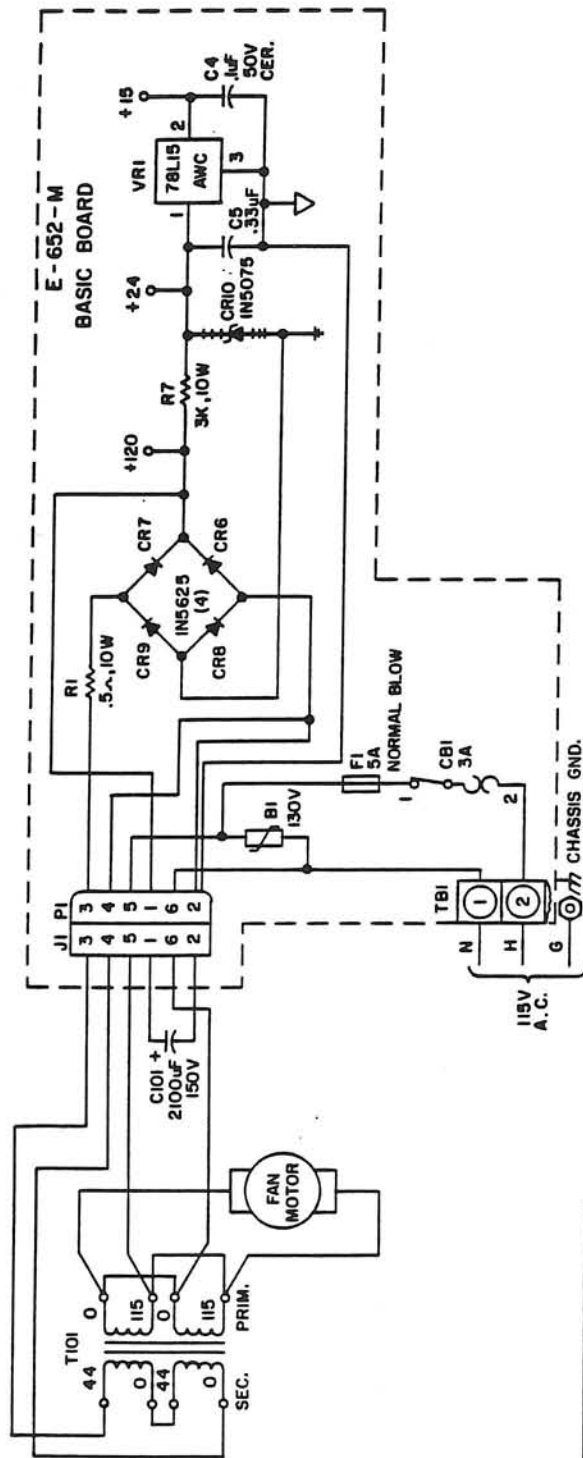 E-652-M
BASIC BOARD
+15
C4
.1uF
50V
CER.
2
VR1
78L15
AWC
3
1
C5
.33uF
+24
CR10
IN5075
R7
3K,10W
+120
CR7
CR6
IN5625
(4)
CR9
CR8
R1
.5Ω,10W
F1
5A
NORMAL BLOW
1
CB1
3A
2
B1
130V
J1 P1
3 3
4 4
5 5
1 1
6 6
2 2
TB1
1
2
CHASSIS GND.
N
H
G
115V
A.C.
C101 +
2100uF
150V
FAN
MOTOR
T101
44
0
44
0
SEC.
0
115
0
115
PRIM.